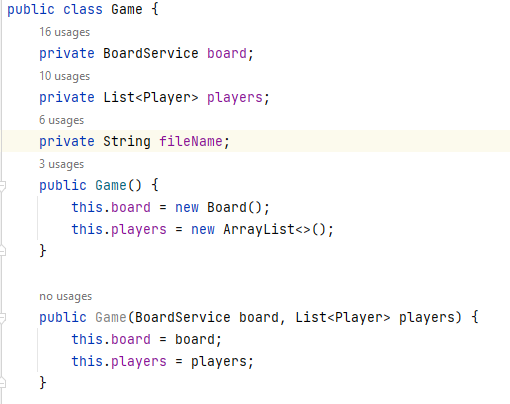 public class Game {
16 usages
private BoardService board;
10 usages
private List<Player> players;
6 usages
private String fileName;
3 usages
public Game() {
this.board = new Board();
this.players = new ArrayList<>();
}
no usages
public Game(BoardService board, List<Player> players) {
this.board = board;
this.players = players;
}